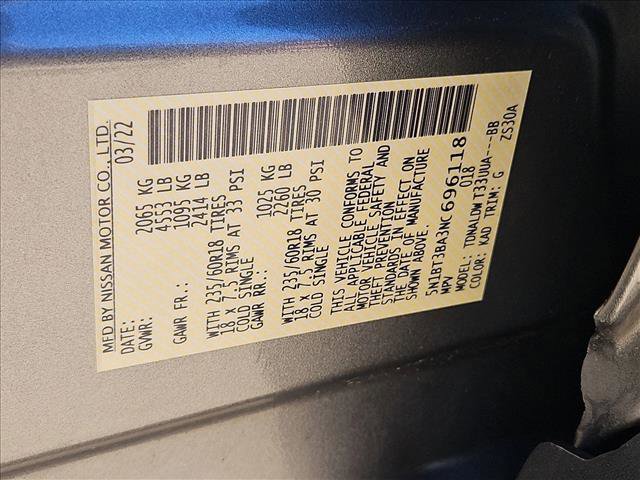 MFD BY NISSAN MOTOR CO., LTD.
DATE: 03/22
GVWR: 2065 KG
4553 LB
GAWR FR.: 1095 KG
2414 LB
WITH 235/60R18 TIRES
18 x 7.5 RIMS AT 33 PSI
COLD SINGLE
GAWR RR.: 1025 KG
2260 LB
WITH 235/60R18 TIRES
18 x 7.5 RIMS AT 30 PSI
COLD SINGLE
THIS VEHICLE CONFORMS TO
ALL APPLICABLE FEDERAL
MOTOR VEHICLE SAFETY AND
THEFT PREVENTION
STANDARDS IN EFFECT ON
THE DATE OF MANUFACTURE
SHOWN ABOVE.
5N1BT3BA3NC696118
MPV 018
MODEL: TDNALDWT33UUA---BB
COLOR: KAD TRIM: G ZS30A